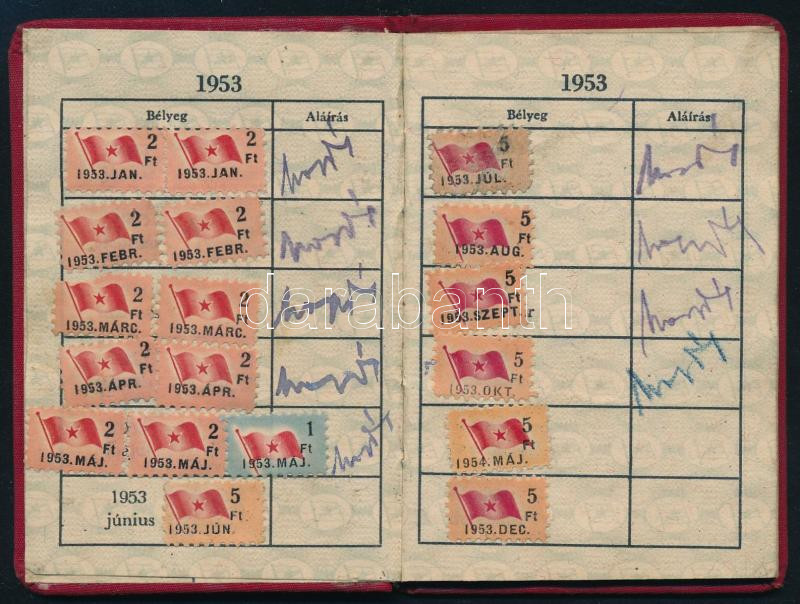 1953
Bélyeg Aláírás
2 Ft 1953.JAN. 2 Ft 1953.JAN.
2 Ft 1953.FEBR. 2 Ft 1953.FEBR.
2 Ft 1953.MÁRC. 2 Ft 1953.MÁRC.
2 Ft 1953.ÁPR. 2 Ft 1953.ÁPR.
2 Ft 1953.MÁJ. 2 Ft 1953.MÁJ. 1 Ft 1953.MÁJ.
1953
június
5 Ft 1953.JÚN.
1953
Bélyeg Aláírás
5 Ft 1953.JÚL.
5 Ft 1953.AUG.
5 Ft 1953.SZEPT.
5 Ft 1953.OKT.
5 Ft 1954.MÁJ.
5 Ft 1953.DEC.
darabanth